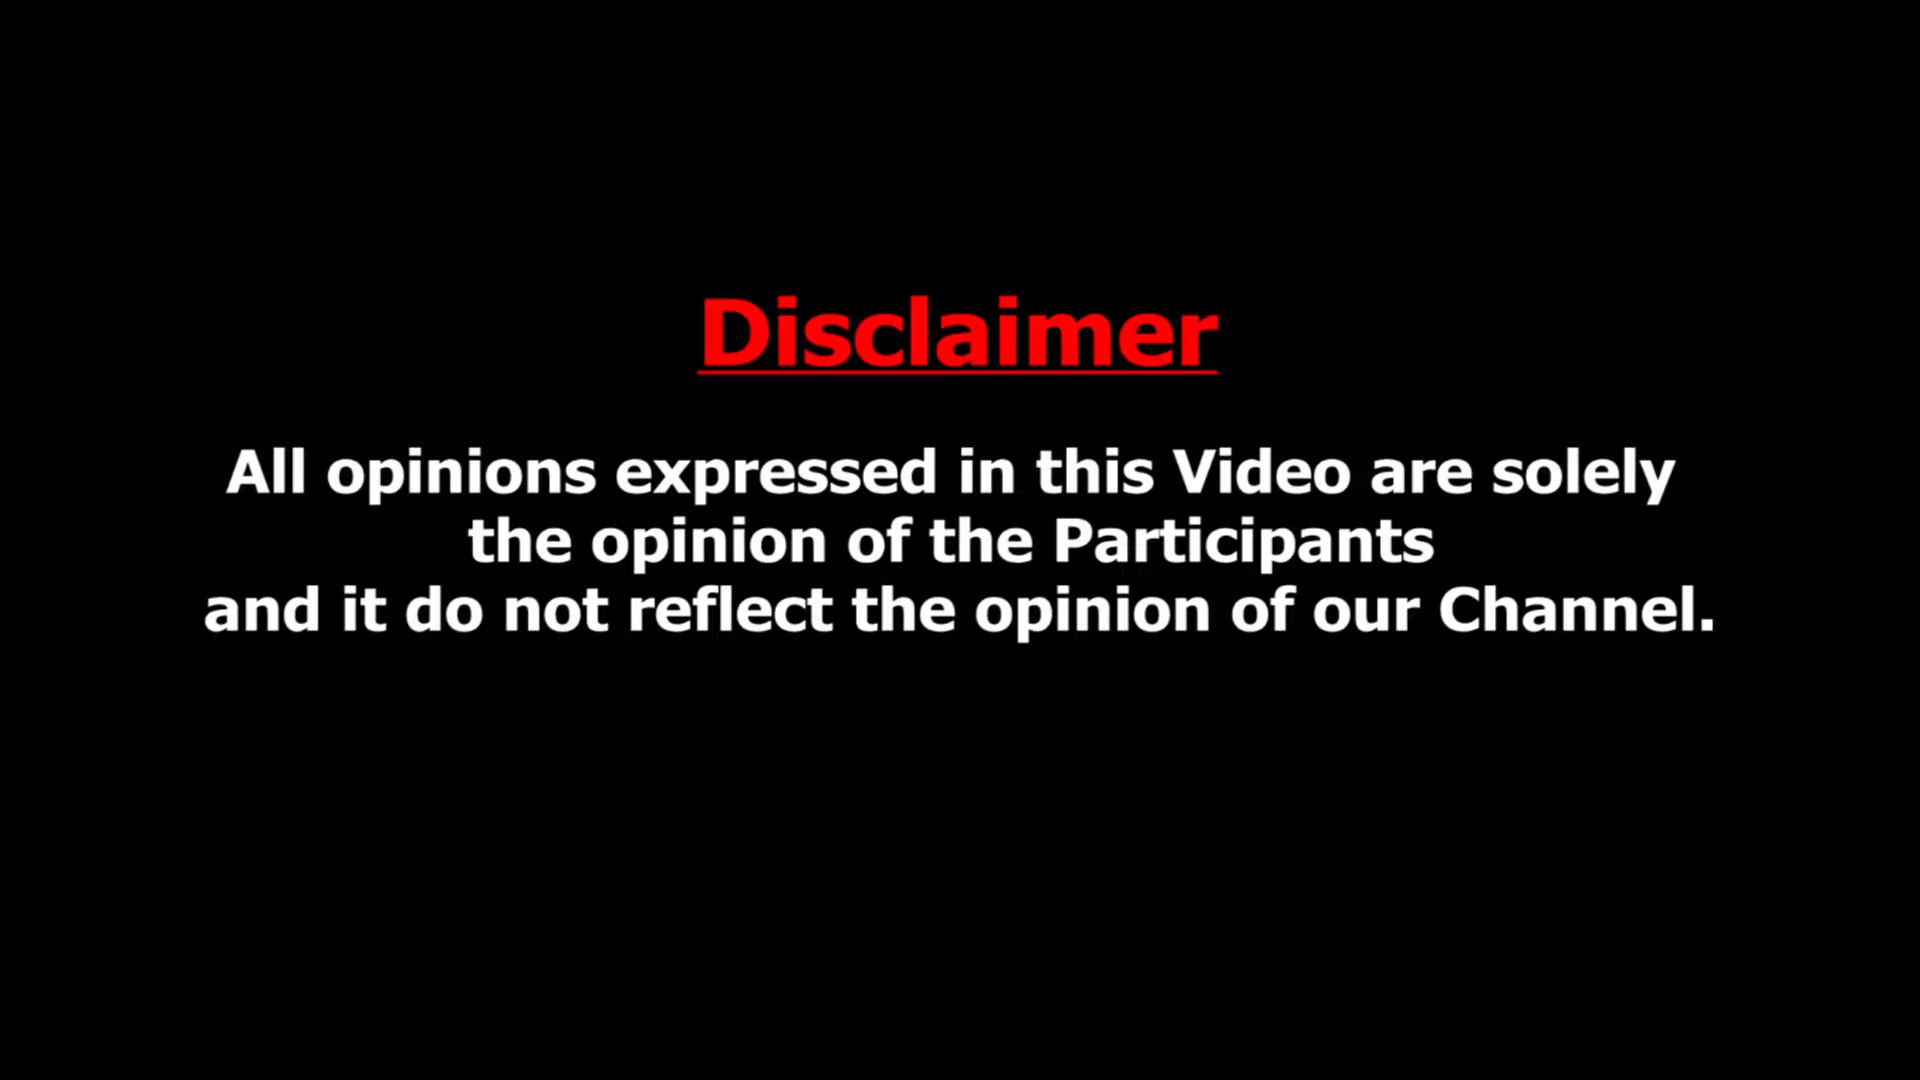 Disclaimer
All opinions expressed in this Video are solely
the opinion of the Participants
and it do not reflect the opinion of our Channel.